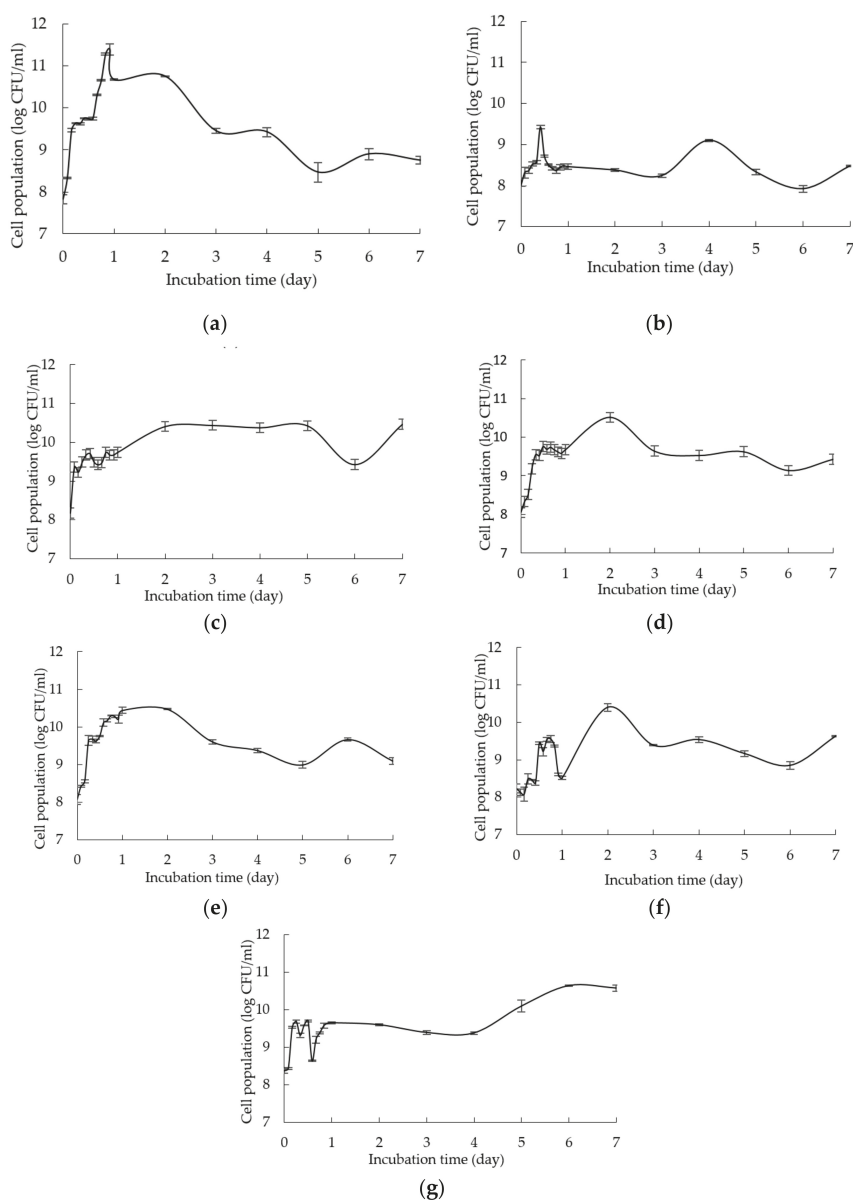 Cell population (log CFU/ml)
12
11
10
9
8
7
0 1 2 3 4 5 6 7
Incubation time (day)
(a)
Cell population (log CFU/ml)
12
11
10
9
8
7
0 1 2 3 4 5 6 7
Incubation time (day)
(b)
Cell population (log CFU/ml)
12
11
10
9
8
7
0 1 2 3 4 5 6 7
Incubation time (day)
(c)
Cell population (log CFU/ml)
12
11
10
9
8
7
0 1 2 3 4 5 6 7
Incubation time (day)
(d)
Cell population (log CFU/ml)
12
11
10
9
8
7
0 1 2 3 4 5 6 7
Incubation time (day)
(e)
Cell population (log CFU/ml)
12
11
10
9
8
7
0 1 2 3 4 5 6 7
Incubation time (day)
(f)
Cell population (log CFU/ml)
12
11
10
9
8
7
0 1 2 3 4 5 6 7
Incubation time (day)
(g)